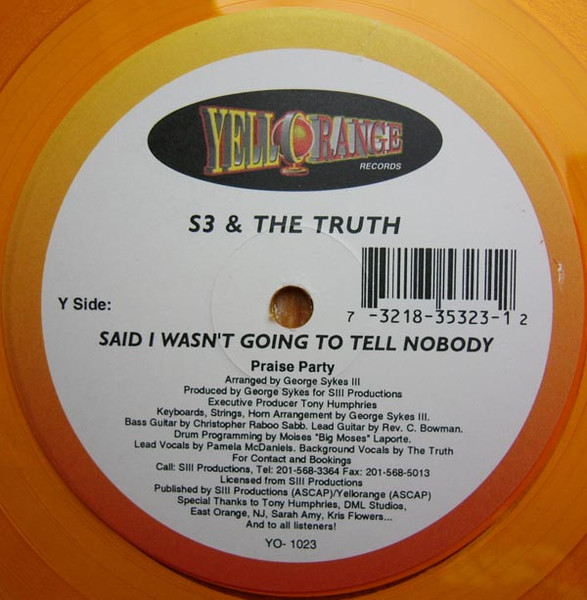 YELLORANGE
RECORDS
S3 & THE TRUTH
Y Side:
7 -3218-35323-1 2
SAID I WASN'T GOING TO TELL NOBODY
Praise Party
Arranged by George Sykes III
Produced by George Sykes for SIII Productions
Executive Producer Tony Humphries
Keyboards, Strings, Horn Arrangement by George Sykes III.
Bass Guitar by Christopher Raboo Sabb. Lead Guitar by Rev. C. Bowman.
Drum Programming by Moises "Big Moses" Laporte.
Lead Vocals by Pamela McDaniels. Background Vocals by The Truth
For Contact and Bookings
Call: SIII Productions, Tel: 201-568-3364 Fax: 201-568-5013
Licensed from SIII Productions
Published by SIII Productions (ASCAP)/Yellorange (ASCAP)
Special Thanks to Tony Humphries, DML Studios,
East Orange, NJ, Sarah Amy, Kris Flowers...
And to all listeners!
YO- 1023